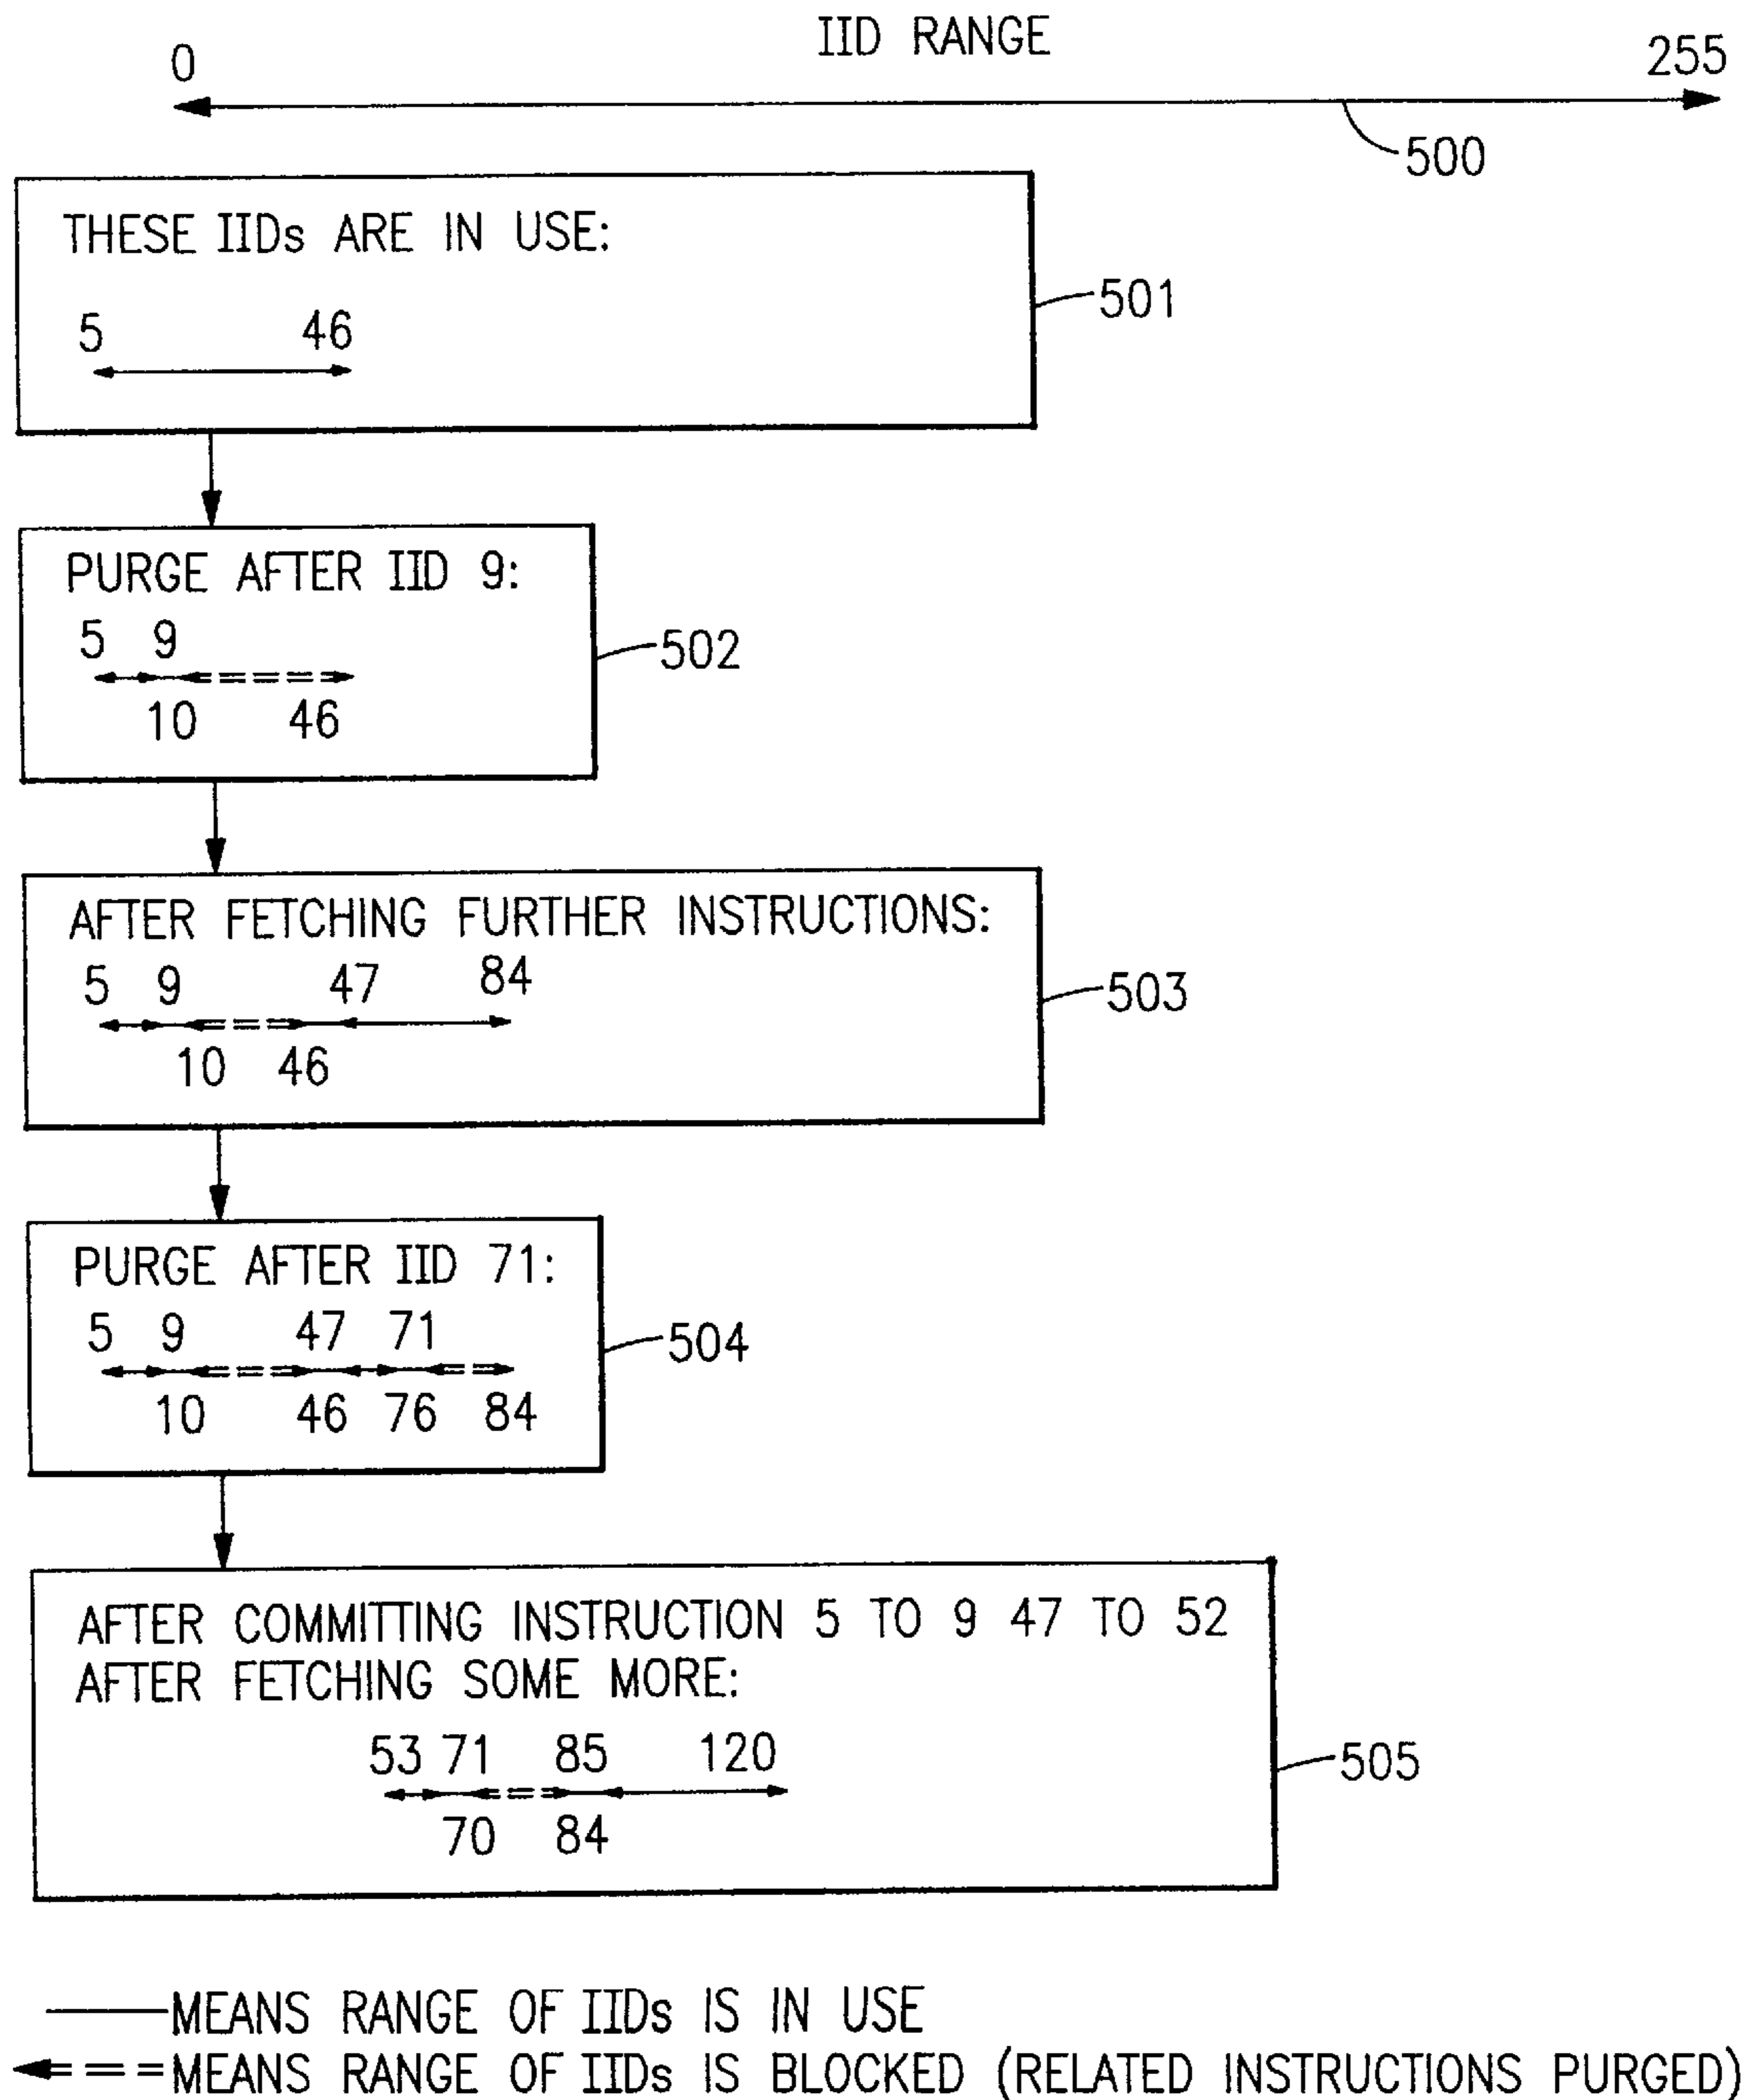 IID RANGE
0 255
500
THESE IIDs ARE IN USE:
5 46
501
PURGE AFTER IID 9:
5 9
10 46
502
AFTER FETCHING FURTHER INSTRUCTIONS:
5 9 47 84
10 46
503
PURGE AFTER IID 71:
5 9 47 71
10 46 76 84
504
AFTER COMMITTING INSTRUCTION 5 TO 9 47 TO 52
AFTER FETCHING SOME MORE:
53 71 85 120
70 84
505
MEANS RANGE OF IIDs IS IN USE
MEANS RANGE OF IIDs IS BLOCKED (RELATED INSTRUCTIONS PURGED)